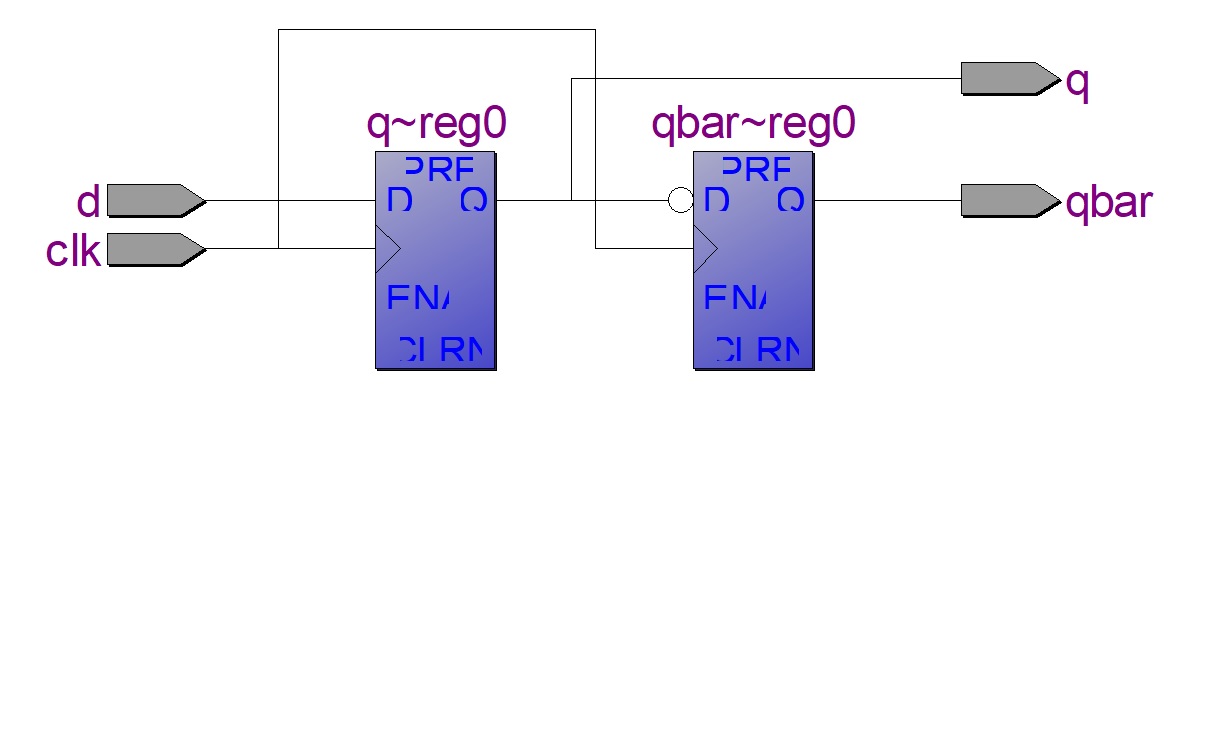 q
q~reg0 qbar~reg0
PRE PRE
d D Q D Q qbar
clk
ENA ENA
CLRN CLRN